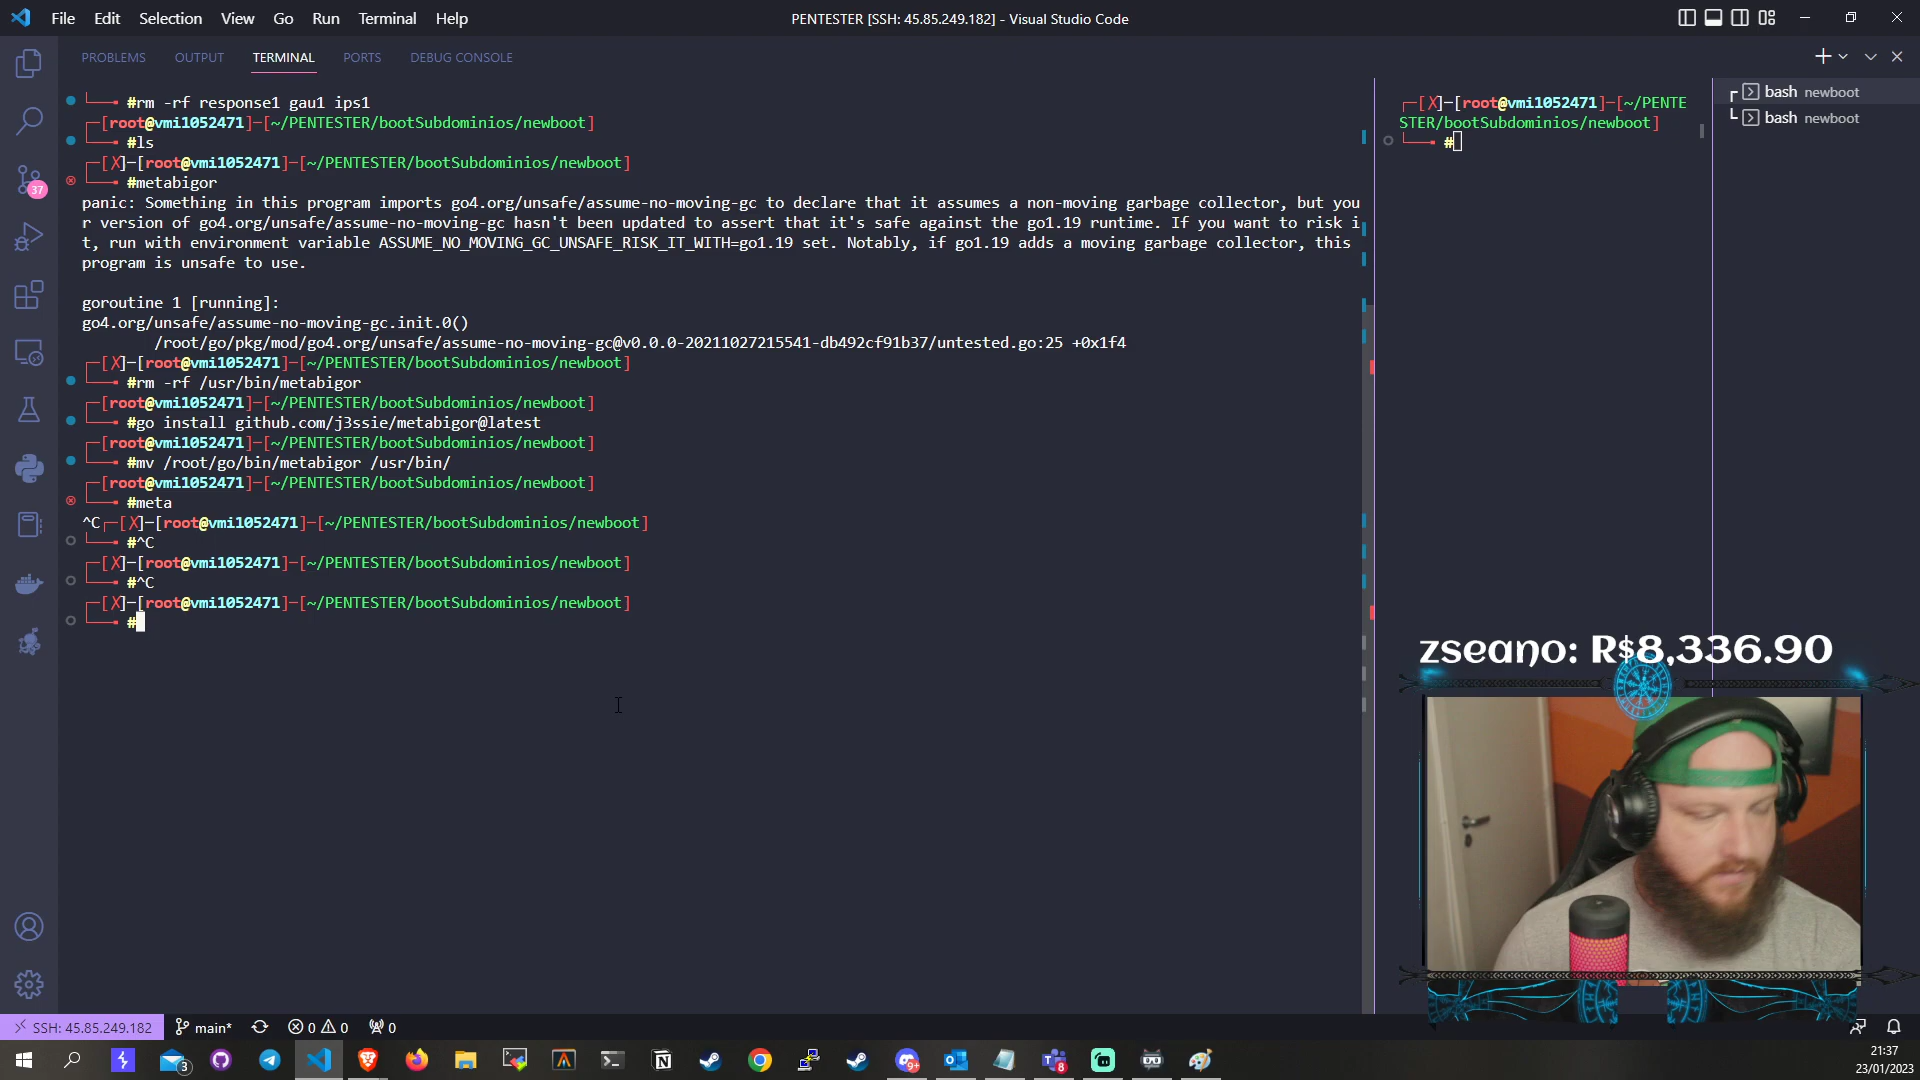 File Edit Selection View Go Run Terminal Help
PENTESTER [SSH: 45.85.249.182] - Visual Studio Code
PROBLEMS OUTPUT TERMINAL PORTS DEBUG CONSOLE
#rm -rf response1 gau1 ips1
[root@vmi1052471]-[~/PENTESTER/bootSubdominios/newboot]
#ls
[X]-[root@vmi1052471]-[~/PENTESTER/bootSubdominios/newboot]
#metabigor
panic: Something in this program imports go4.org/unsafe/assume-no-moving-gc to declare that it assumes a non-moving garbage collector, but you
r version of go4.org/unsafe/assume-no-moving-gc hasn't been updated to assert that it's safe against the go1.19 runtime. If you want to risk i
t, run with environment variable ASSUME_NO_MOVING_GC_UNSAFE_RISK_IT_WITH=go1.19 set. Notably, if go1.19 adds a moving garbage collector, this
program is unsafe to use.
goroutine 1 [running]:
go4.org/unsafe/assume-no-moving-gc.init.0()
/root/go/pkg/mod/go4.org/unsafe/assume-no-moving-gc@v0.0.0-20211027215541-db492cf91b37/untested.go:25 +0x1f4
[X]-[root@vmi1052471]-[~/PENTESTER/bootSubdominios/newboot]
#rm -rf /usr/bin/metabigor
[root@vmi1052471]-[~/PENTESTER/bootSubdominios/newboot]
#go install github.com/j3ssie/metabigor@latest
[root@vmi1052471]-[~/PENTESTER/bootSubdominios/newboot]
#mv /root/go/bin/metabigor /usr/bin/
[root@vmi1052471]-[~/PENTESTER/bootSubdominios/newboot]
#meta
^C[X]-[root@vmi1052471]-[~/PENTESTER/bootSubdominios/newboot]
#^C
[X]-[root@vmi1052471]-[~/PENTESTER/bootSubdominios/newboot]
#^C
[X]-[root@vmi1052471]-[~/PENTESTER/bootSubdominios/newboot]
#
[X]-[root@vmi1052471]-[~/PENTE
STER/bootSubdominios/newboot]
#
bash newboot
bash newboot
37
zseano: R$8,336.90
SSH: 45.85.249.182 main* 0 0 0
3
9+
8
21:37
23/01/2023